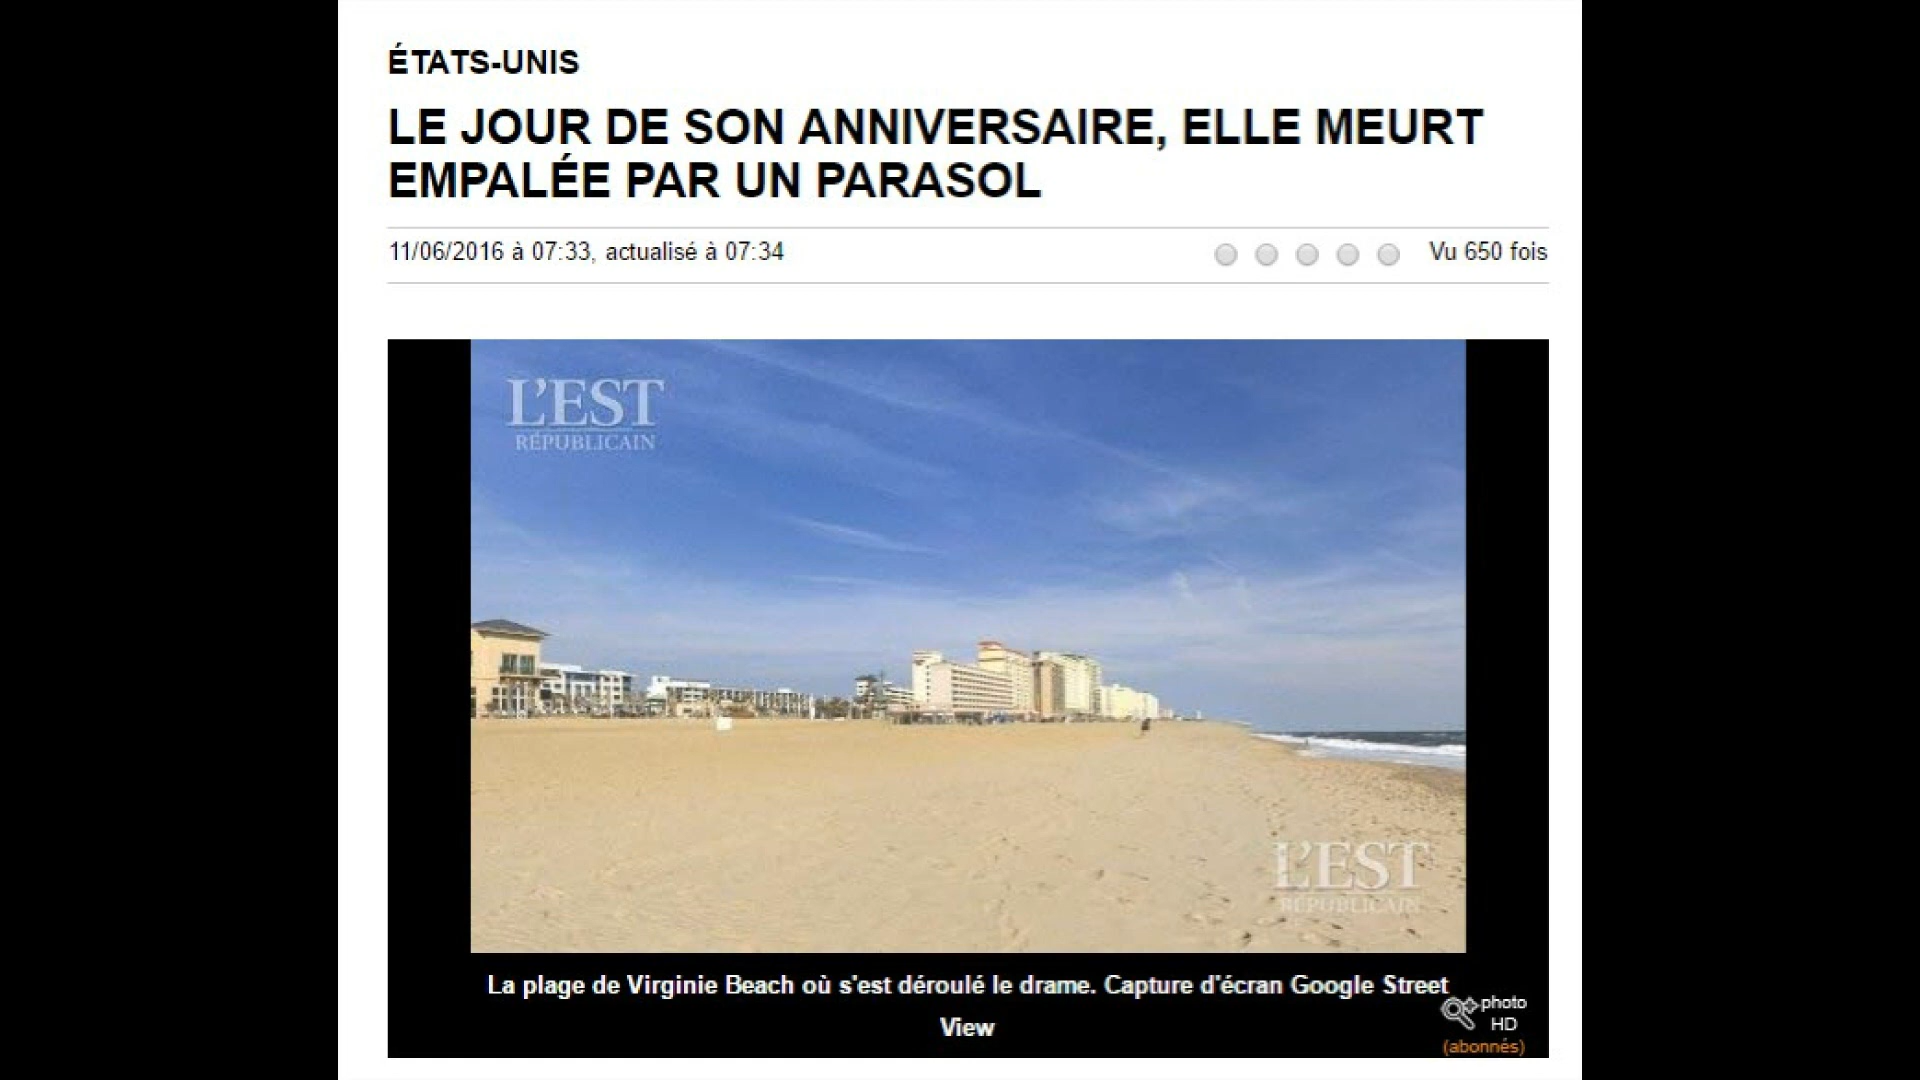 ÉTATS-UNIS
LE JOUR DE SON ANNIVERSAIRE, ELLE MEURT
EMPALÉE PAR UN PARASOL
11/06/2016 à 07:33, actualisé à 07:34
Vu 650 fois
L'EST
RÉPUBLICAIN
L'EST
RÉPUBLICAIN
La plage de Virginie Beach où s'est déroulé le drame. Capture d'écran Google Street
View
photo
HD
(abonnés)